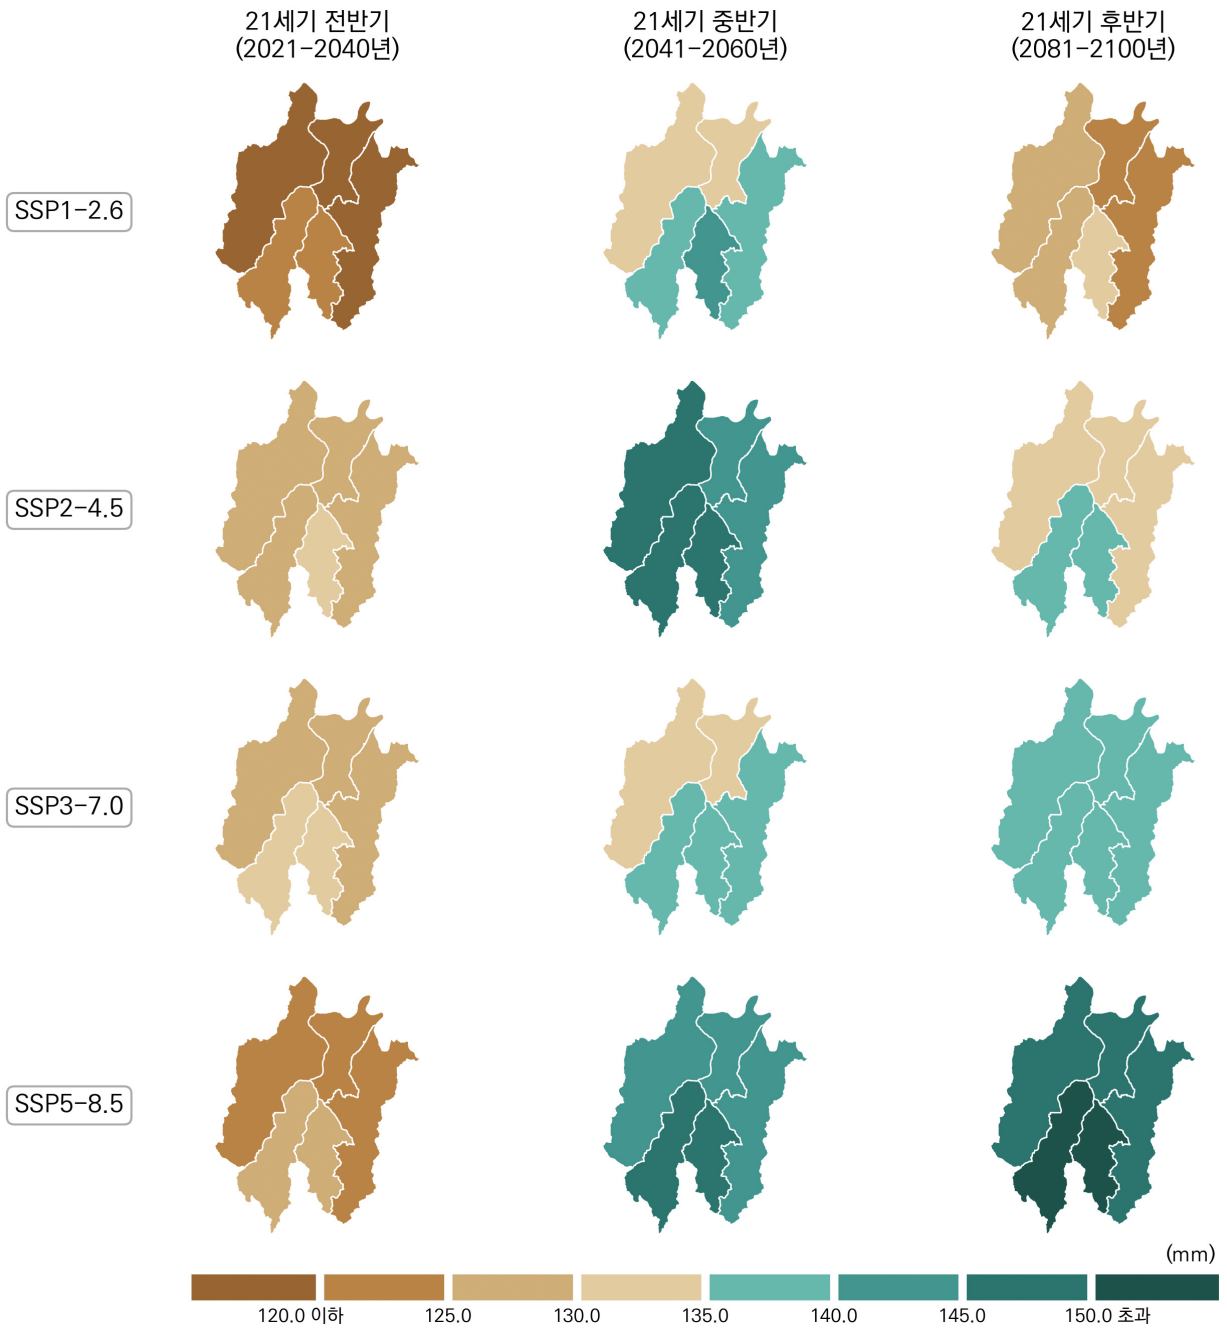 21세기 전반기
(2021-2040년)
21세기 중반기
(2041-2060년)
21세기 후반기
(2081-2100년)
SSP1-2.6
SSP2-4.5
SSP3-7.0
SSP5-8.5
(mm)
120.0 이하
125.0
130.0
135.0
140.0
145.0
150.0 초과